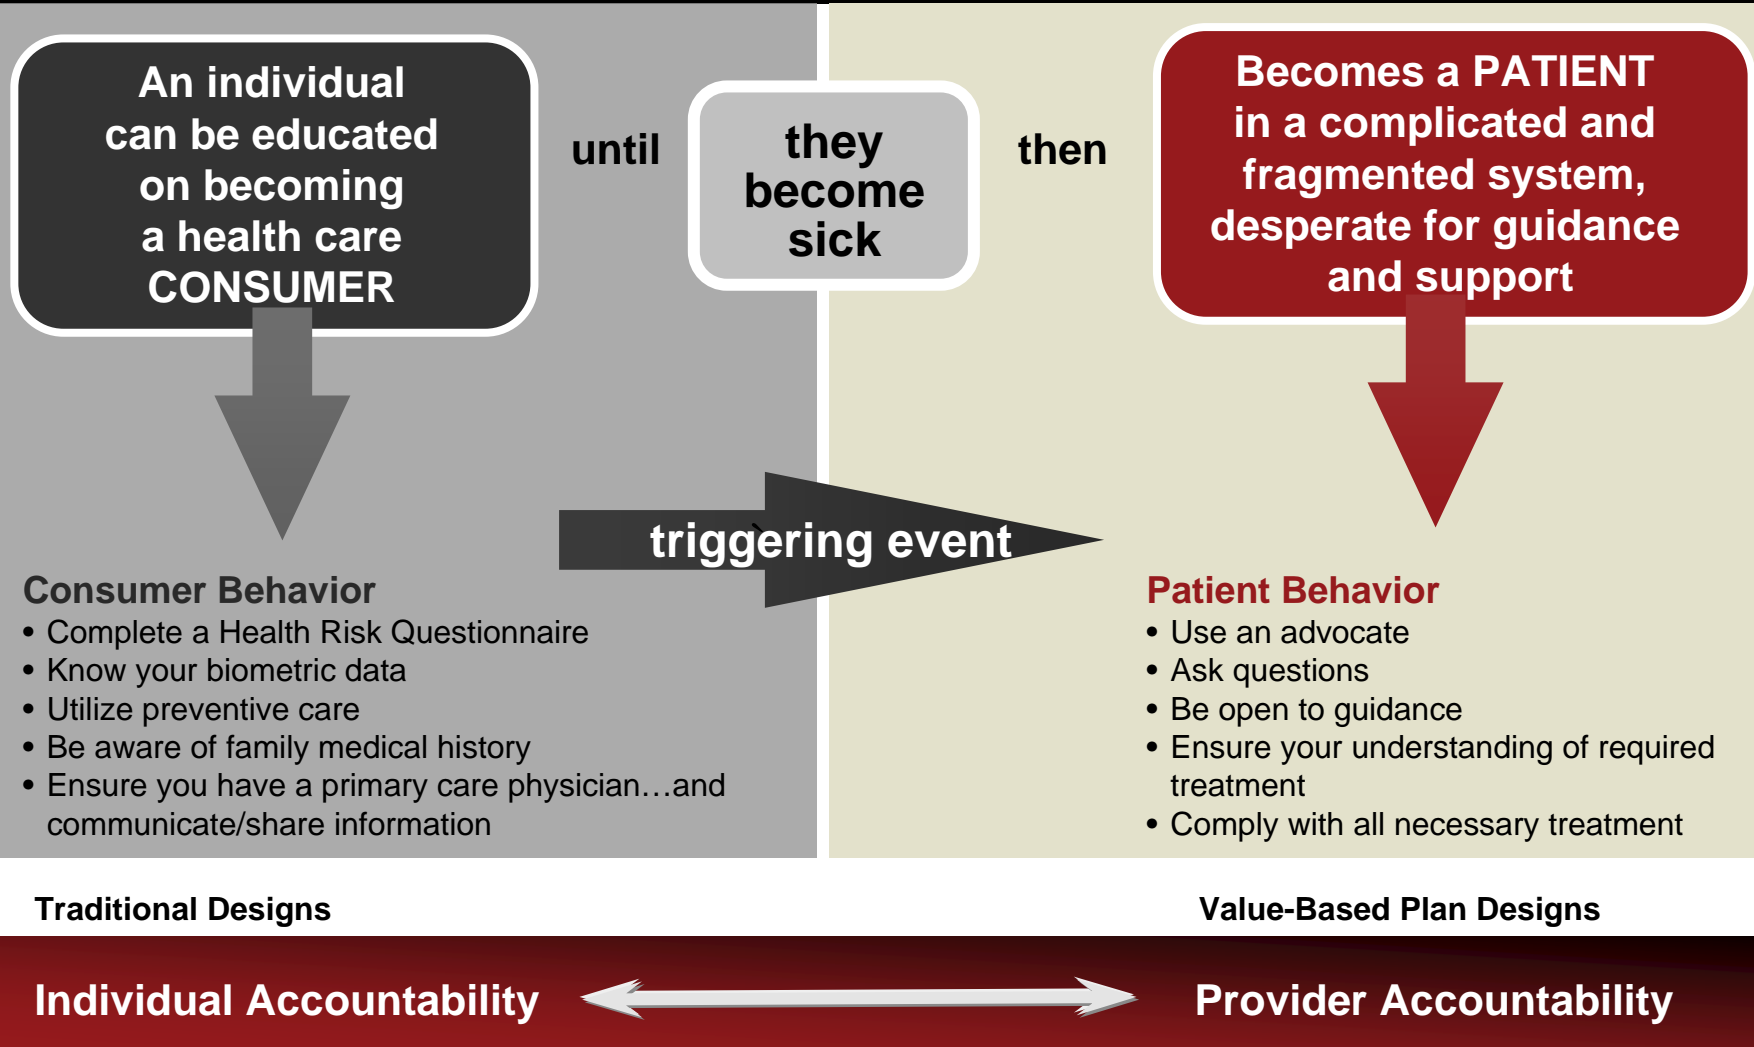 An individual
can be educated
on becoming
a health care
CONSUMER
until
they
become
sick
then
Becomes a PATIENT
in a complicated and
fragmented system,
desperate for guidance
and support
triggering event
Consumer Behavior
• Complete a Health Risk Questionnaire
• Know your biometric data
• Utilize preventive care
• Be aware of family medical history
• Ensure you have a primary care physician…and
communicate/share information
Patient Behavior
• Use an advocate
• Ask questions
• Be open to guidance
• Ensure your understanding of required
treatment
• Comply with all necessary treatment
Traditional Designs
Value-Based Plan Designs
Individual Accountability
Provider Accountability